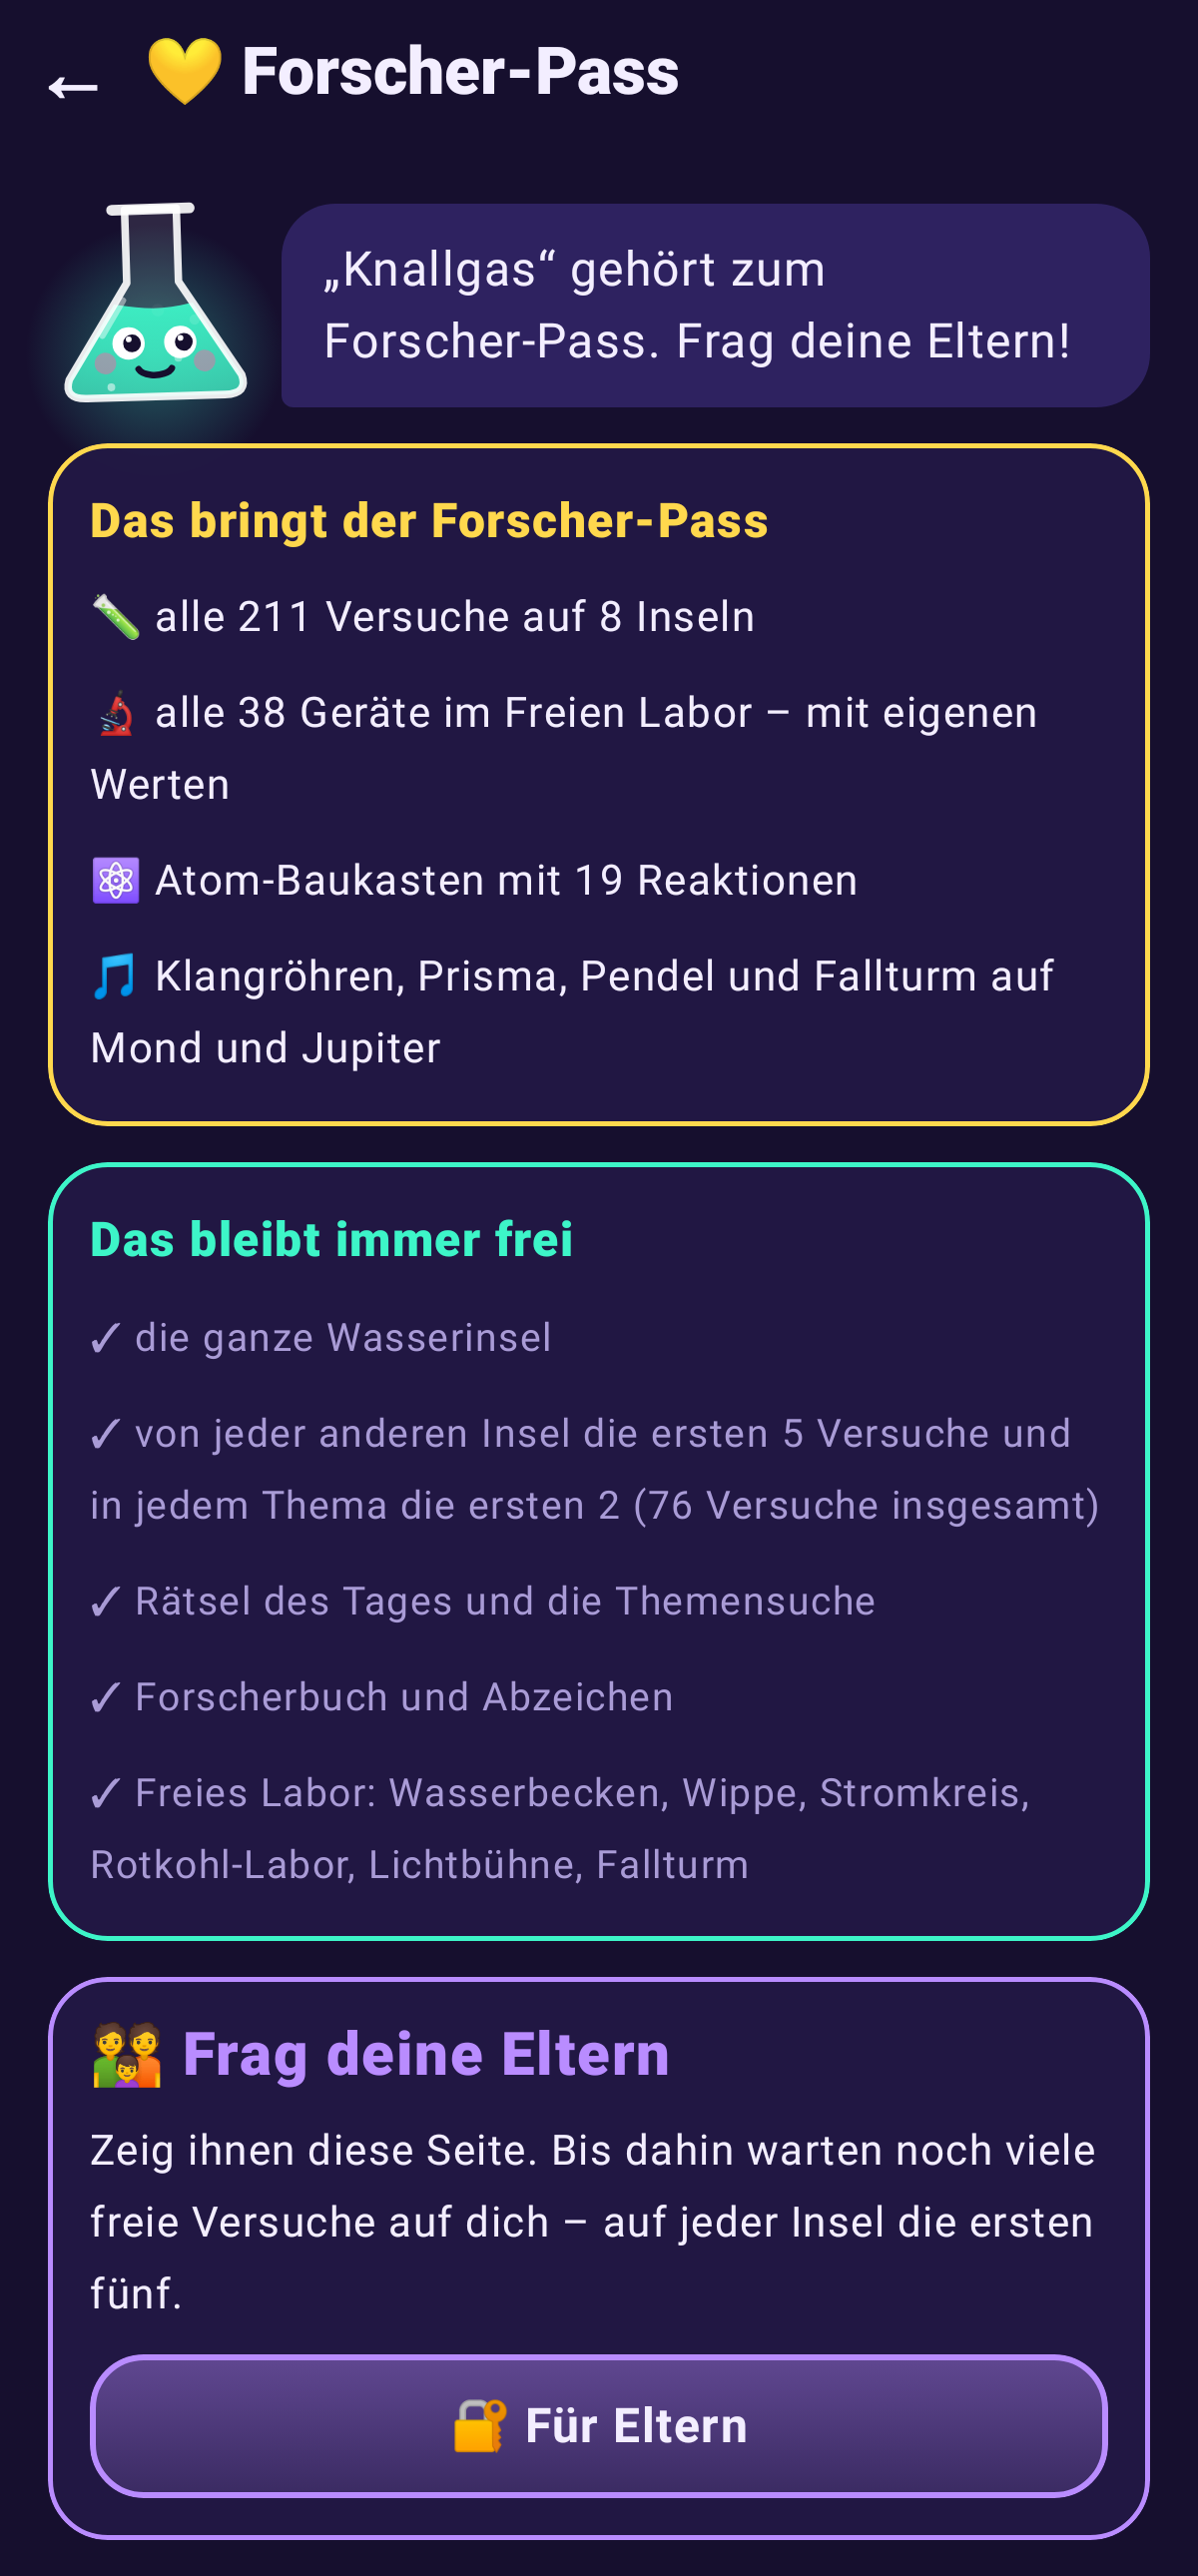 ← 💛 Forscher-Pass
„Knallgas“ gehört zum
Forscher-Pass. Frag deine Eltern!
Das bringt der Forscher-Pass
🧪 alle 211 Versuche auf 8 Inseln
🔬 alle 38 Geräte im Freien Labor – mit eigenen
Werten
⚛️ Atom-Baukasten mit 19 Reaktionen
🎵 Klangröhren, Prisma, Pendel und Fallturm auf
Mond und Jupiter
Das bleibt immer frei
✓ die ganze Wasserinsel
✓ von jeder anderen Insel die ersten 5 Versuche und
in jedem Thema die ersten 2 (76 Versuche insgesamt)
✓ Rätsel des Tages und die Themensuche
✓ Forscherbuch und Abzeichen
✓ Freies Labor: Wasserbecken, Wippe, Stromkreis,
Rotkohl-Labor, Lichtbühne, Fallturm
👨‍👩‍👦 Frag deine Eltern
Zeig ihnen diese Seite. Bis dahin warten noch viele
freie Versuche auf dich – auf jeder Insel die ersten
fünf.
🔐 Für Eltern